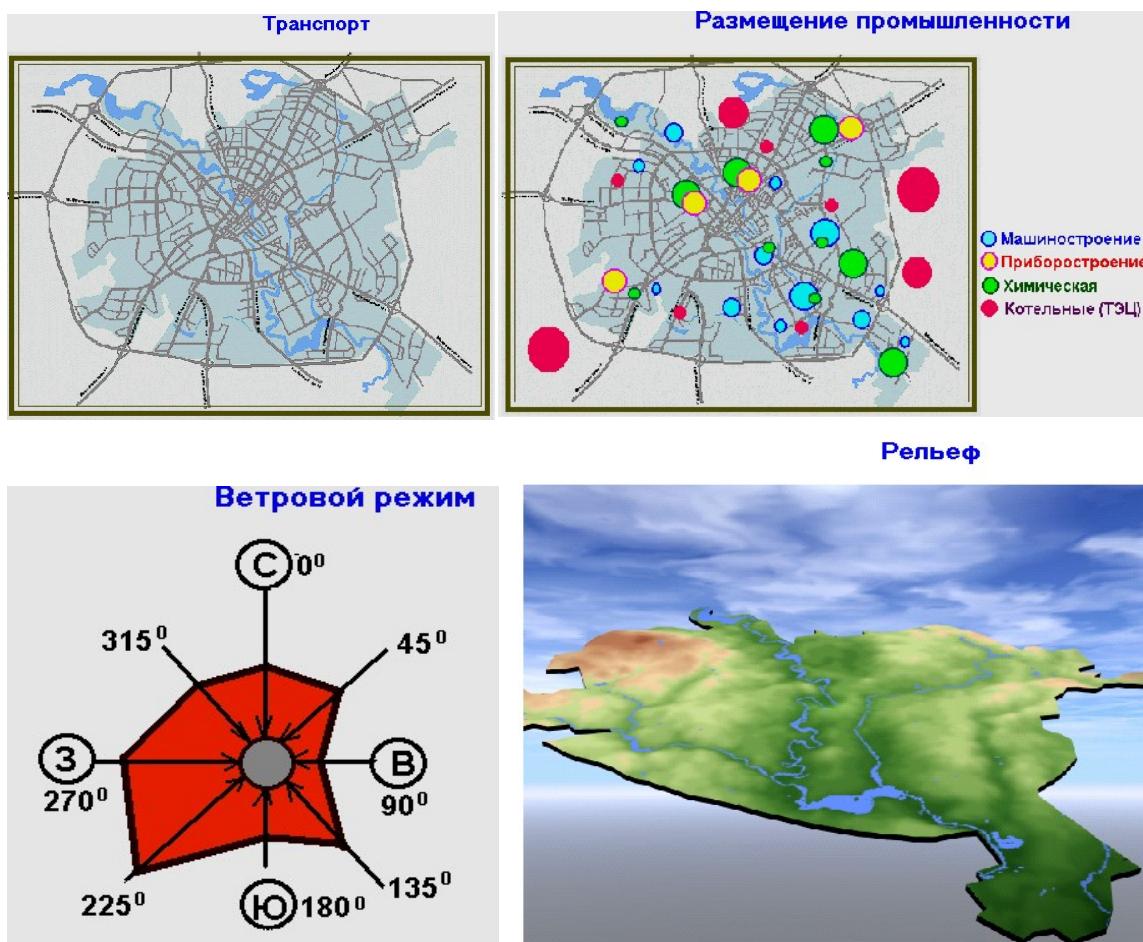 Транспорт
Размещение промышленности
Машиностроение
Приборостроение
Химическая
Котельные (ТЭЦ)
Рельеф
Ветровой режим
С 0⁰
315⁰
45⁰
З
В
270⁰
90⁰
225⁰
Ю 180⁰
135⁰